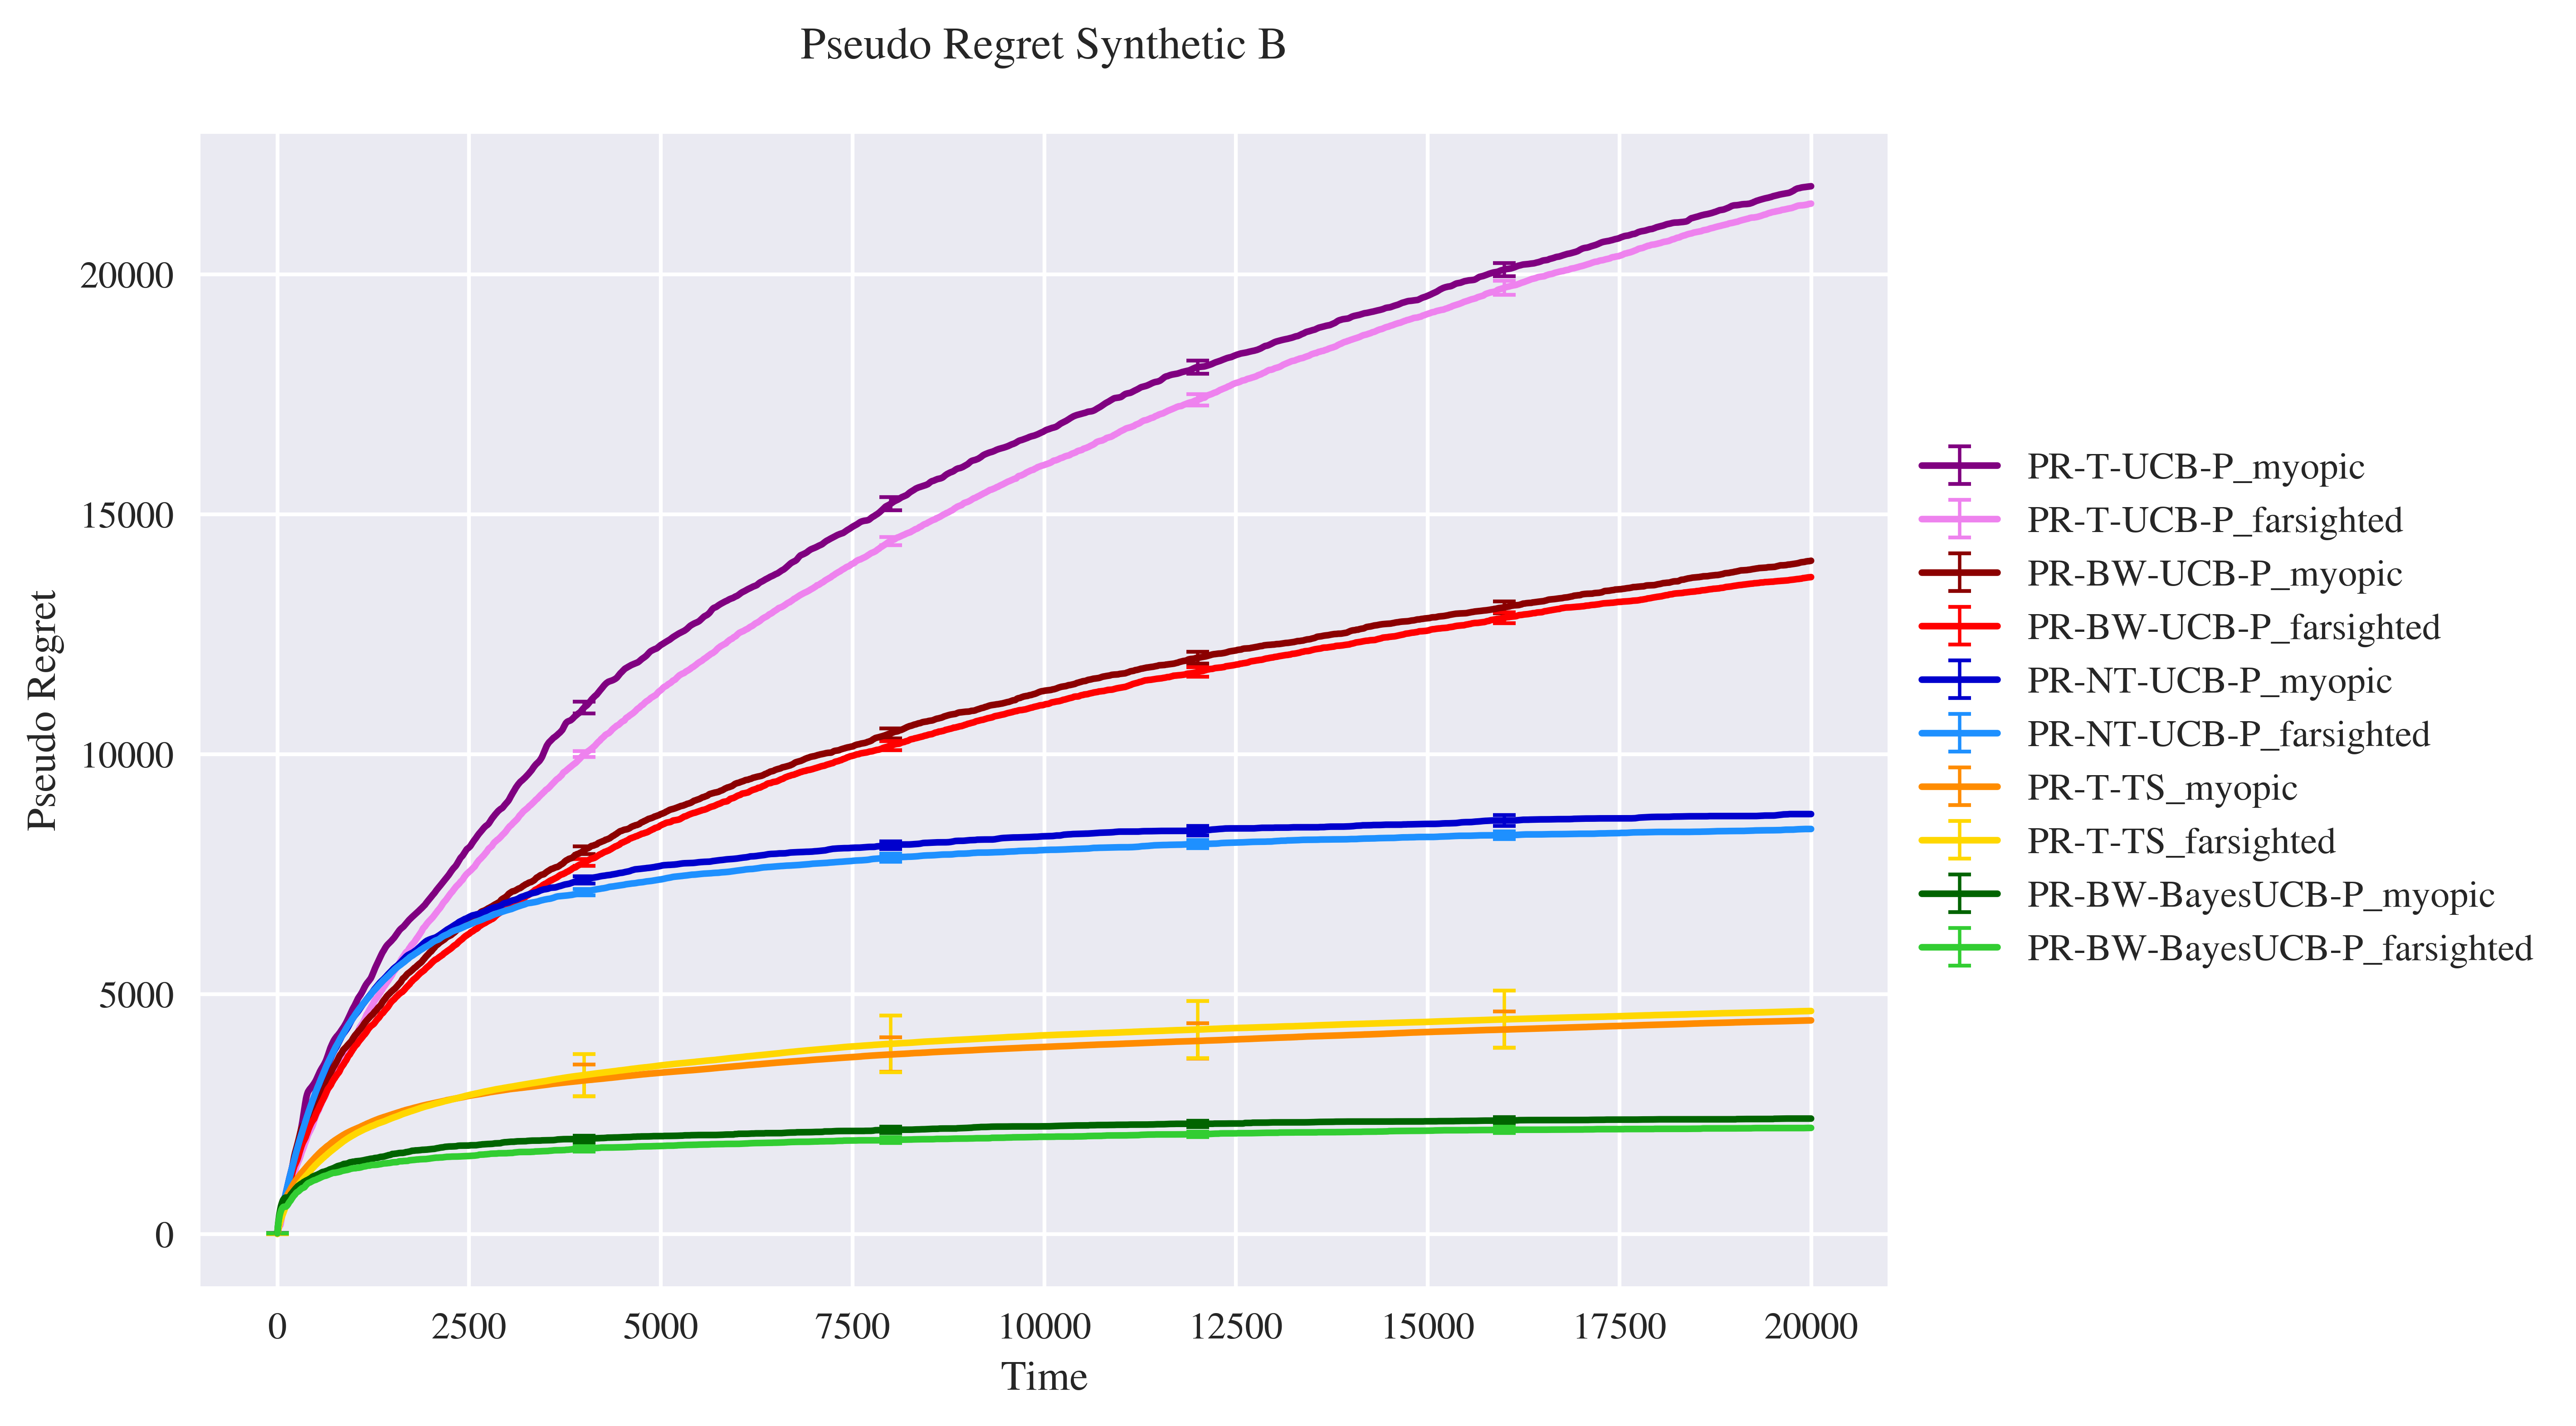 Pseudo Regret Synthetic B
Pseudo Regret
20000
15000
10000
5000
0
0 2500 5000 7500 10000 12500 15000 17500 20000
Time
PR-T-UCB-P_myopic
PR-T-UCB-P_farsighted
PR-BW-UCB-P_myopic
PR-BW-UCB-P_farsighted
PR-NT-UCB-P_myopic
PR-NT-UCB-P_farsighted
PR-T-TS_myopic
PR-T-TS_farsighted
PR-BW-BayesUCB-P_myopic
PR-BW-BayesUCB-P_farsighted